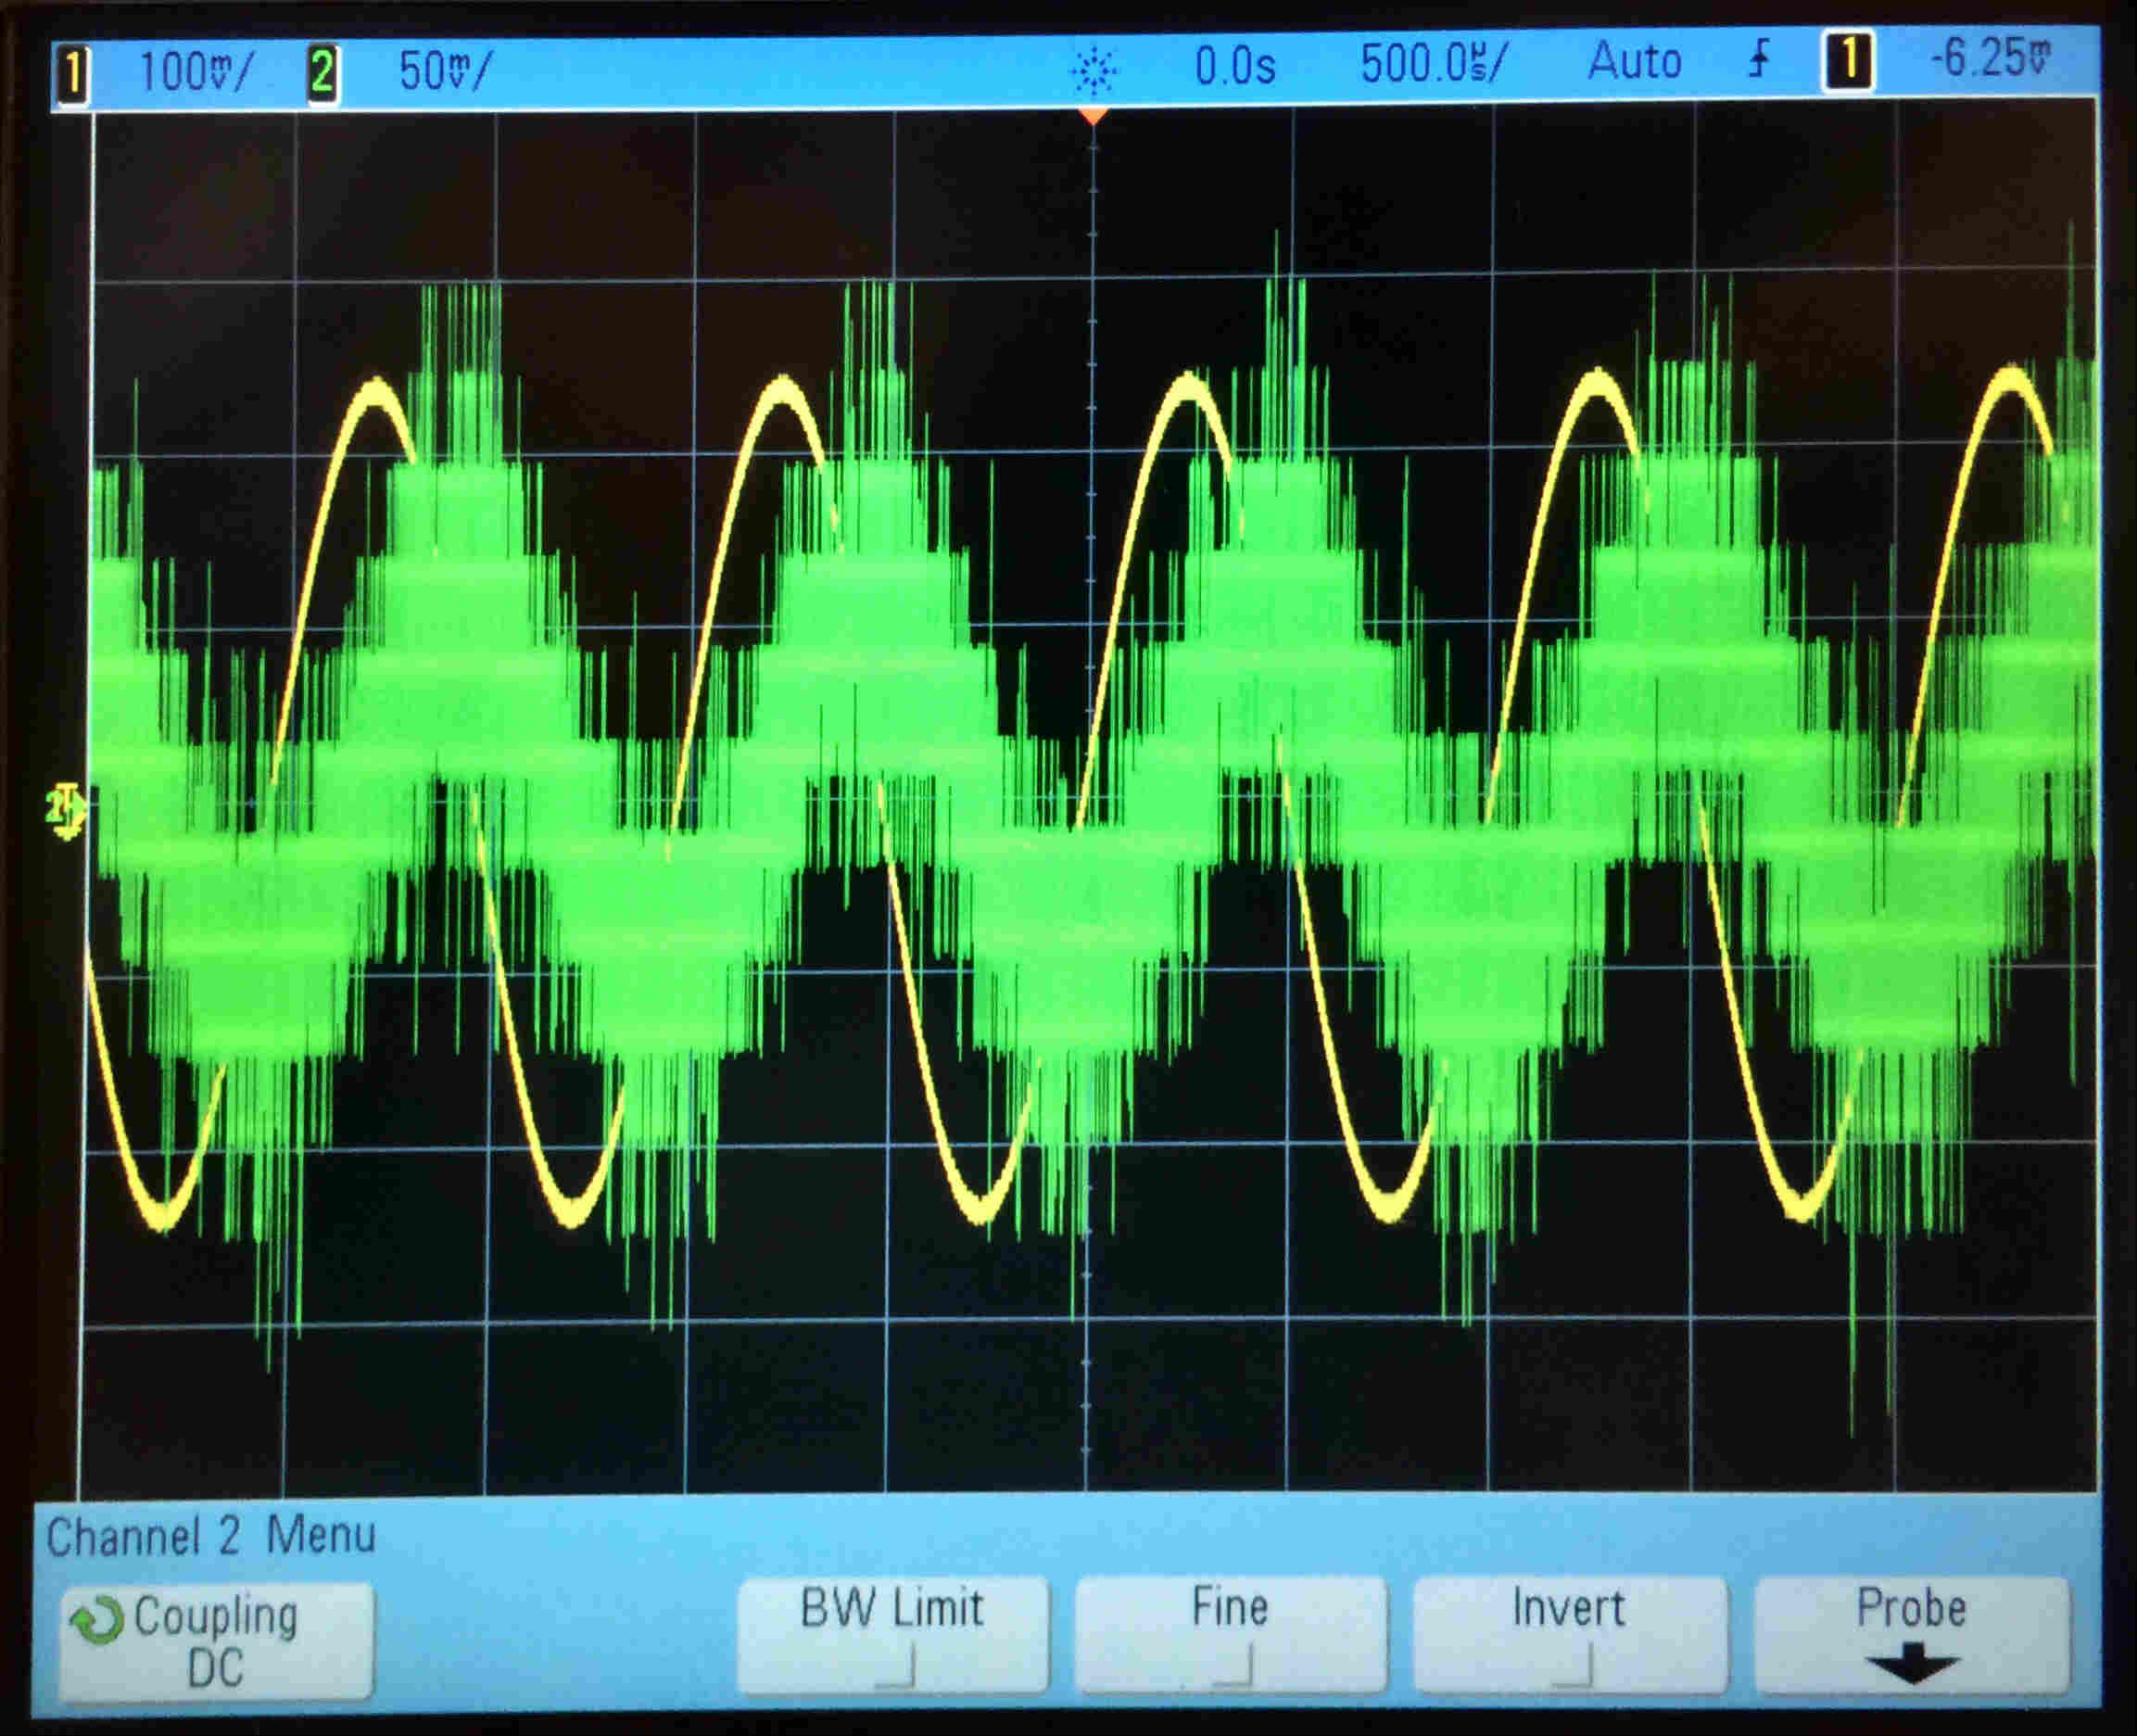 1 100mV/ 2 50mV/ 0.0s 500.0µs/ Auto 1 -6.25mV
2
Channel 2 Menu
Coupling BW Limit Fine Invert Probe
DC